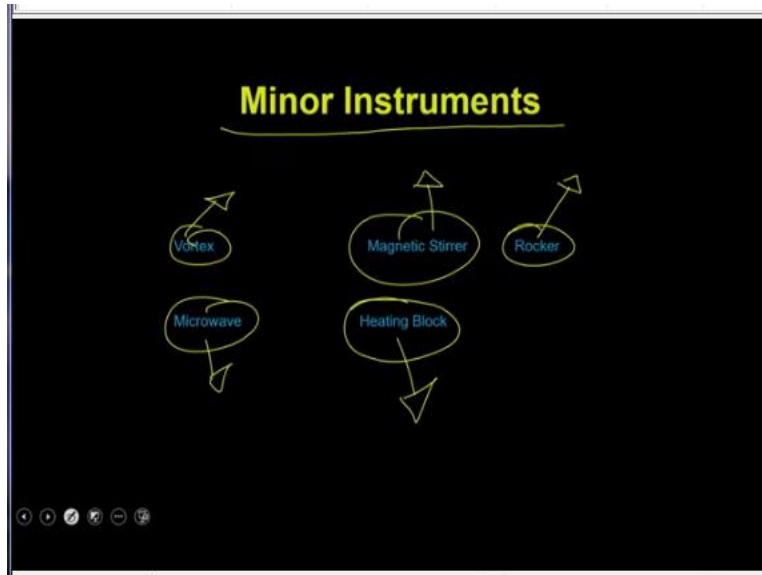 Minor Instruments
Vortex Magnetic Stirrer Rocker
Microwave Heating Block